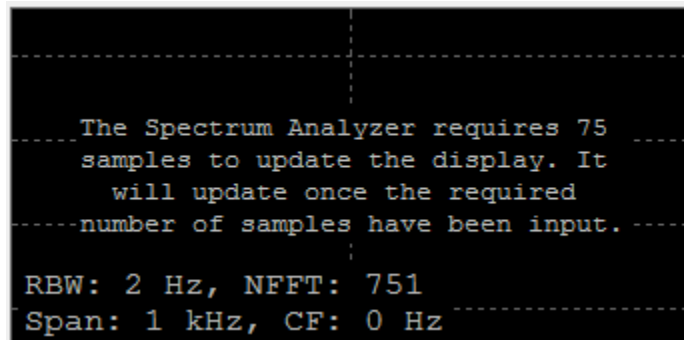 The Spectrum Analyzer requires 75
samples to update the display. It
will update once the required
number of samples have been input.
RBW: 2 Hz, NFFT: 751
Span: 1 kHz, CF: 0 Hz